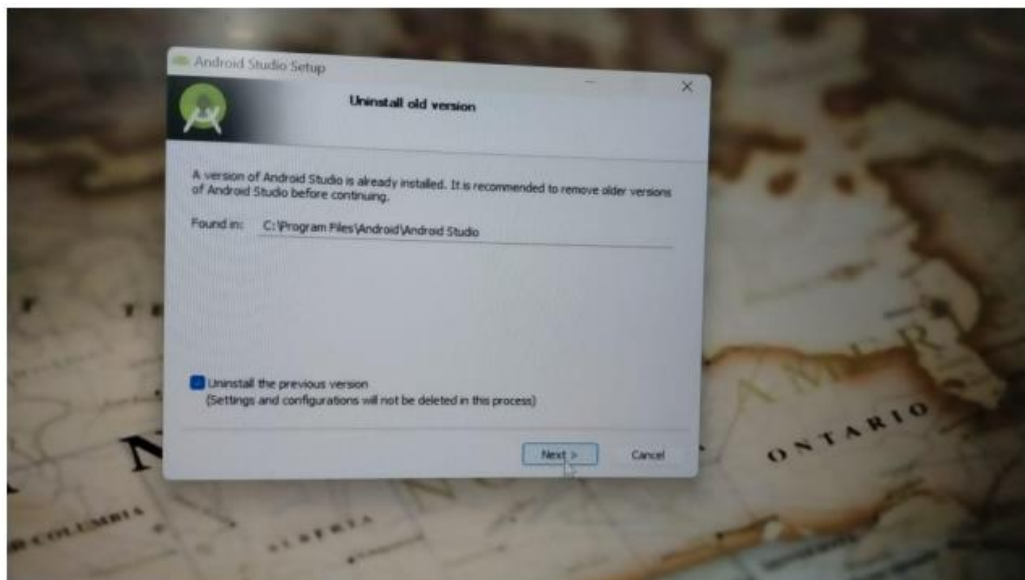 Android Studio Setup
Uninstall old version
A version of Android Studio is already installed. It is recommended to remove older versions
of Android Studio before continuing.
Found in: C:\Program Files\Android\Android Studio
Uninstall the previous version
(Settings and configurations will not be deleted in this process)
Next >
Cancel
ONTARIO
ALBERTA